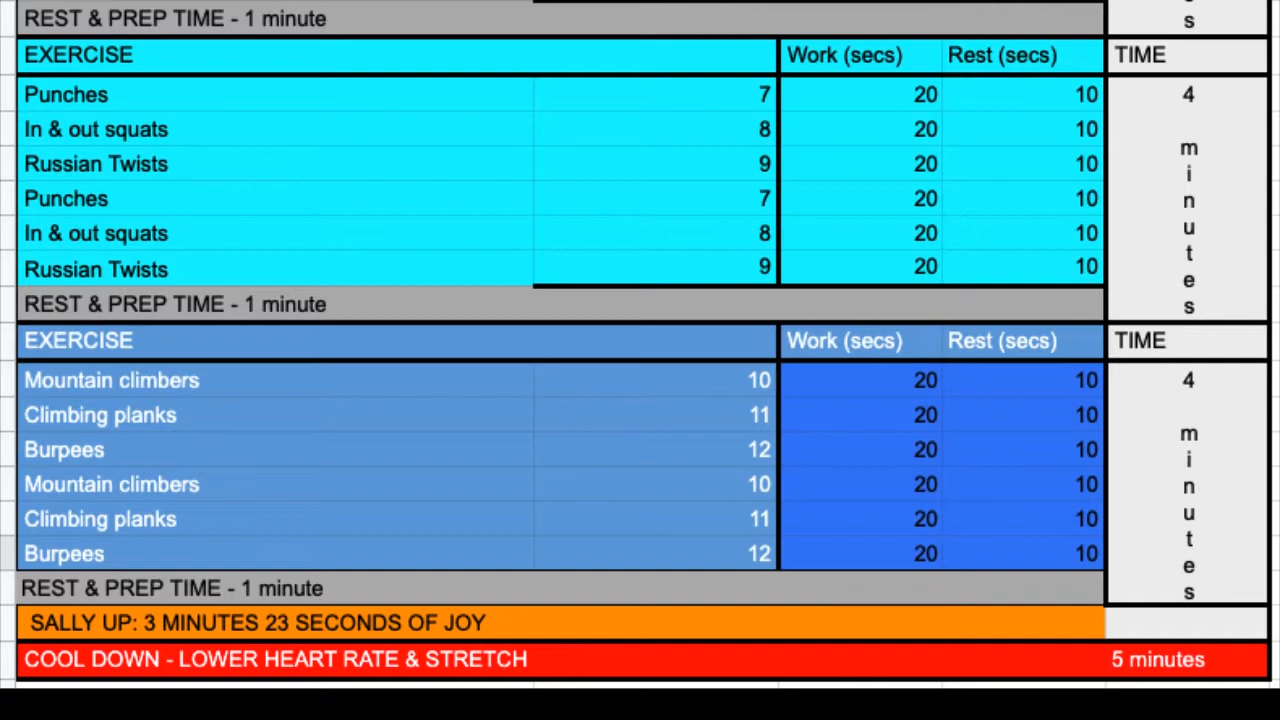 s
REST & PREP TIME - 1 minute
s
EXERCISE Work (secs) Rest (secs) TIME
Punches 7 20 10 4
In & out squats 8 20 10
m
Russian Twists 9 20 10
i
Punches 7 20 10
n
u
In & out squats 8 20 10
t
Russian Twists 9 20 10
e
REST & PREP TIME - 1 minute
s
EXERCISE Work (secs) Rest (secs) TIME
Mountain climbers 10 20 10 4
Climbing planks 11 20 10
m
Burpees 12 20 10
i
Mountain climbers 10 20 10
n
u
Climbing planks 11 20 10
t
Burpees 12 20 10
e
REST & PREP TIME - 1 minute
s
SALLY UP: 3 MINUTES 23 SECONDS OF JOY
COOL DOWN - LOWER HEART RATE & STRETCH 5 minutes